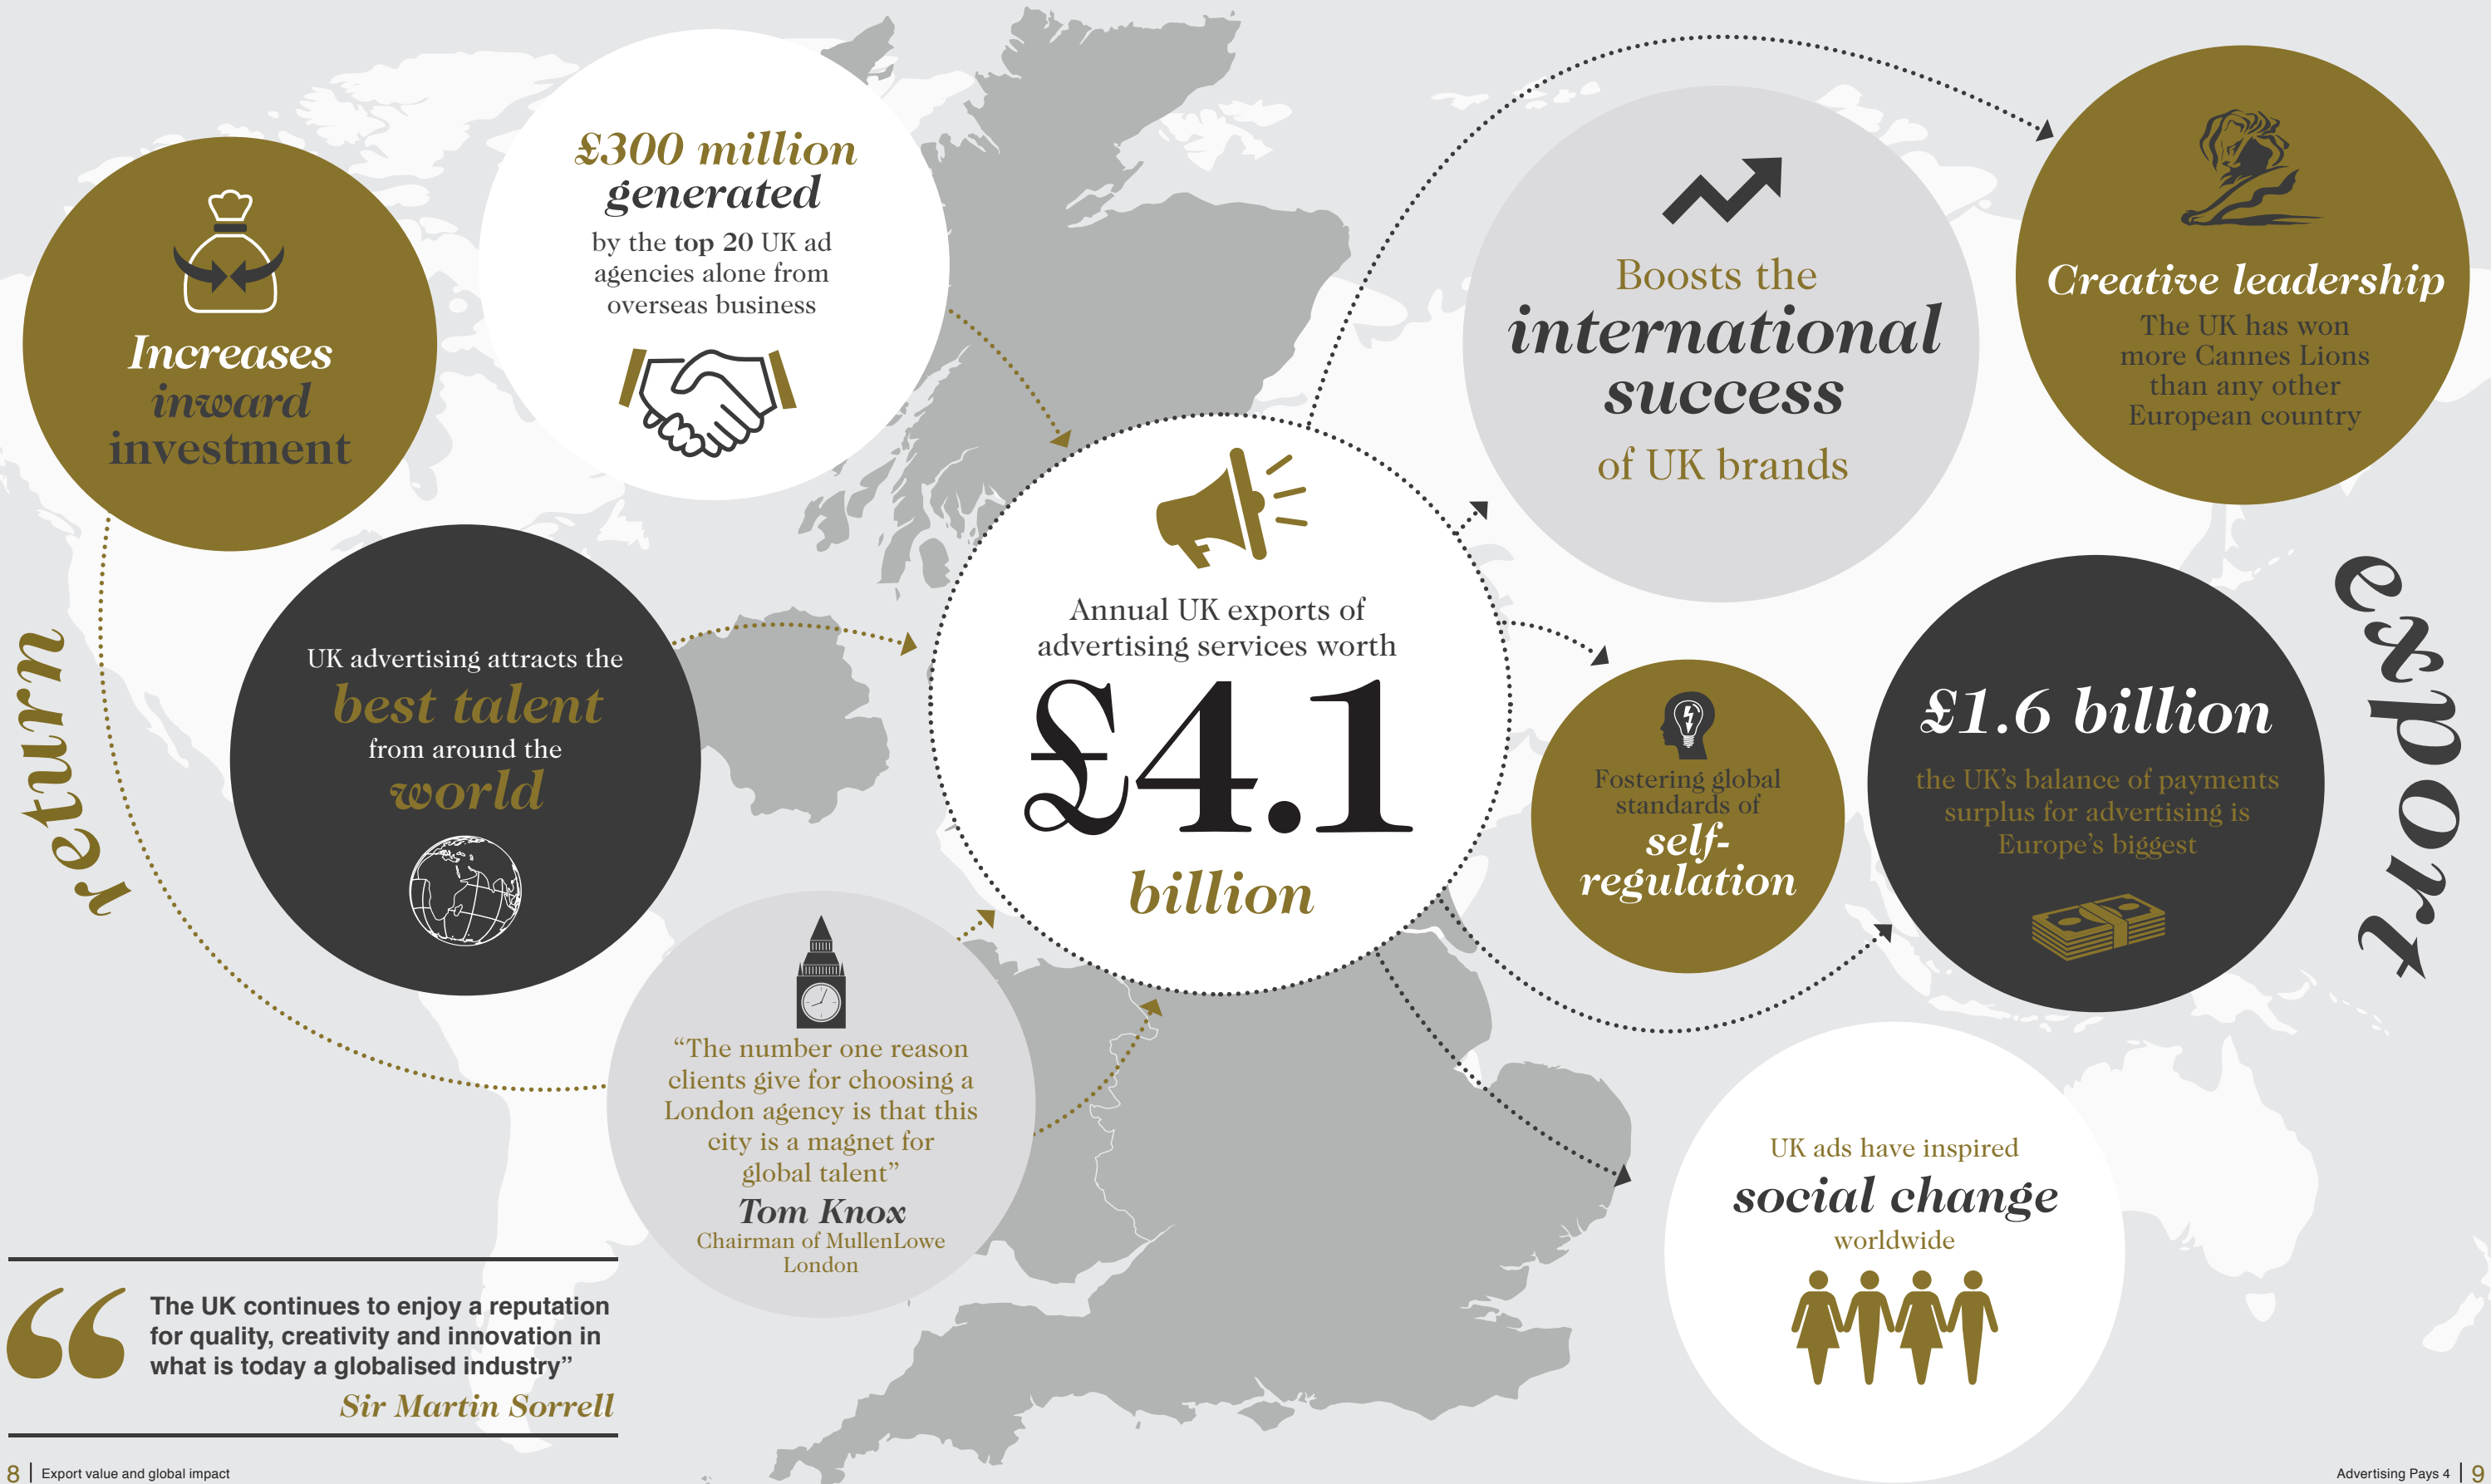 £300 million
generated
by the top 20 UK ad
agencies alone from
overseas business
Increases
inward
investment
UK advertising attracts the
best talent
from around the
world
return
“The number one reason
clients give for choosing a
London agency is that this
city is a magnet for
global talent”
Tom Knox
Chairman of MullenLowe
London
“
The UK continues to enjoy a reputation
for quality, creativity and innovation in
what is today a globalised industry”
Sir Martin Sorrell
Annual UK exports of
advertising services worth
£4.1
billion
Boosts the
international
success
of UK brands
Creative leadership
The UK has won
more Cannes Lions
than any other
European country
Fostering global
standards of
self-
regulation
£1.6 billion
the UK’s balance of payments
surplus for advertising is
Europe’s biggest
export
UK ads have inspired
social change
worldwide
8 | Export value and global impact
Advertising Pays 4 | 9